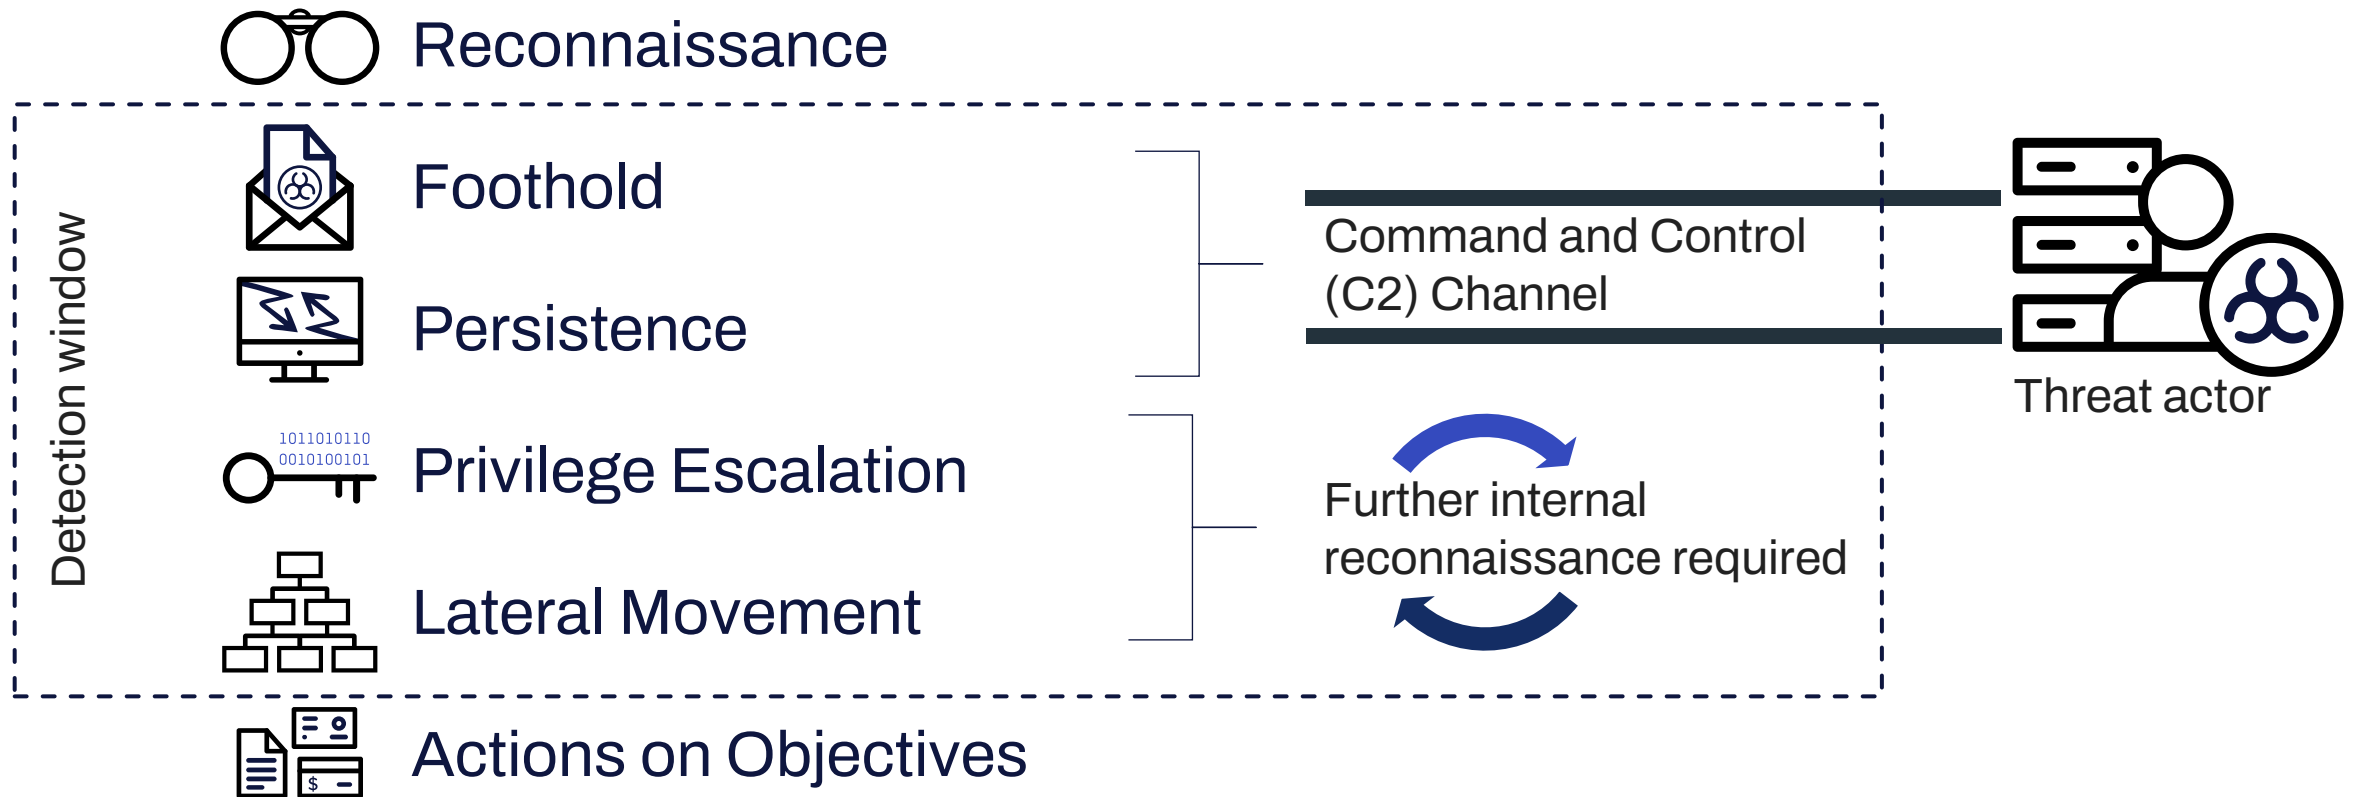 Reconnaissance
Detection window
Foothold
Persistence
1011010110
0010100101
Privilege Escalation
Lateral Movement
Command and Control
(C2) Channel
Further internal
reconnaissance required
Threat actor
$
Actions on Objectives